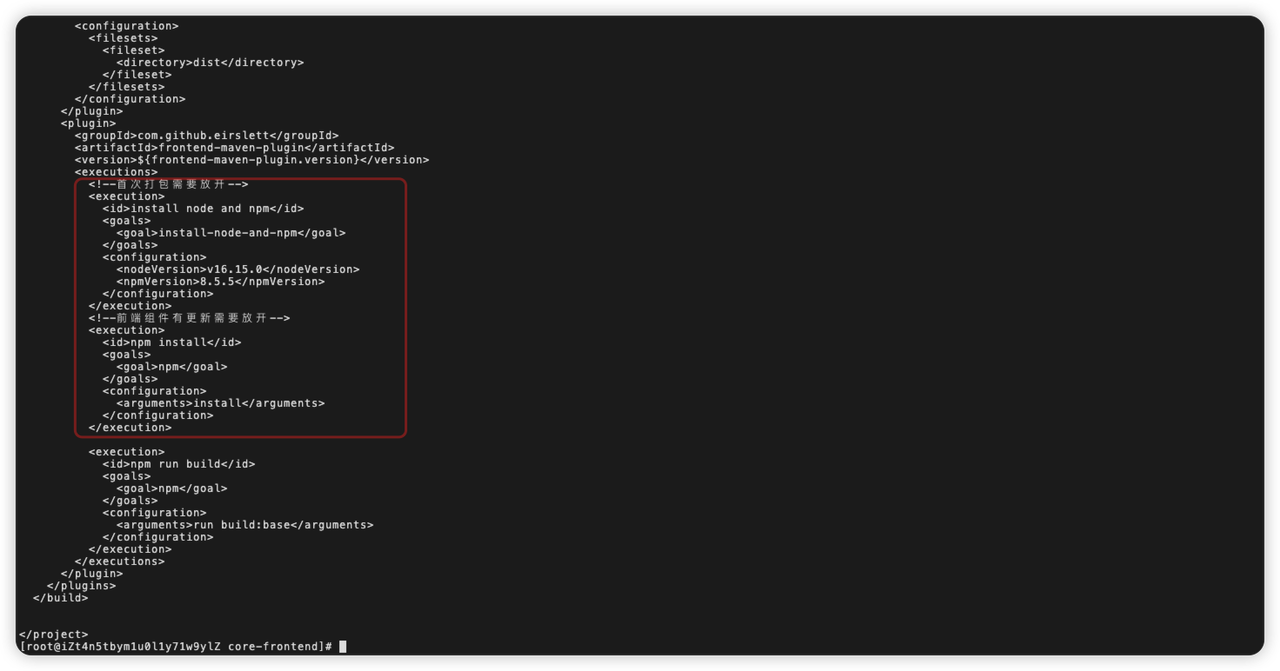 <configuration>
<filesets>
<fileset>
<directory>dist</directory>
</fileset>
</filesets>
</configuration>
</plugin>
<plugin>
<groupId>com.github.eirslett</groupId>
<artifactId>frontend-maven-plugin</artifactId>
<version>${frontend-maven-plugin.version}</version>
<executions>
<!--首次打包需要放开-->
<execution>
<id>install node and npm</id>
<goals>
<goal>install-node-and-npm</goal>
</goals>
<configuration>
<nodeVersion>v16.15.0</nodeVersion>
<npmVersion>8.5.5</npmVersion>
</configuration>
</execution>
<!--前端组件有更新需要放开-->
<execution>
<id>npm install</id>
<goals>
<goal>npm</goal>
</goals>
<configuration>
<arguments>install</arguments>
</configuration>
</execution>
<execution>
<id>npm run build</id>
<goals>
<goal>npm</goal>
</goals>
<configuration>
<arguments>run build:base</arguments>
</configuration>
</execution>
</executions>
</plugin>
</plugins>
</build>
</project>
[root@iZt4n5tbym1u0l1y71w9ylZ core-frontend]#